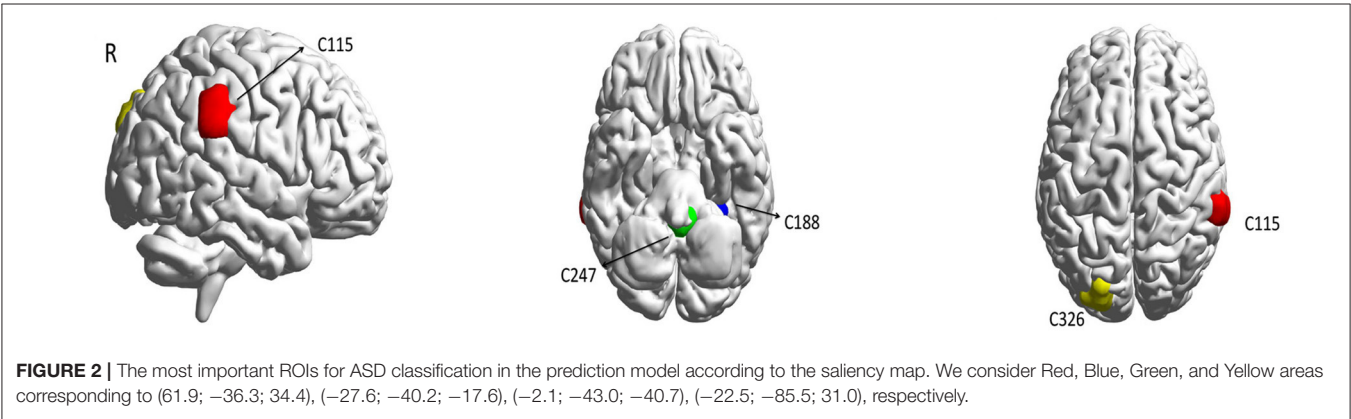 R
C115
C247
C188
C115
C326
FIGURE 2 | The most important ROIs for ASD classification in the prediction model according to the saliency map. We consider Red, Blue, Green, and Yellow areas
corresponding to (61.9; −36.3; 34.4), (−27.6; −40.2; −17.6), (−2.1; −43.0; −40.7), (−22.5; −85.5; 31.0), respectively.